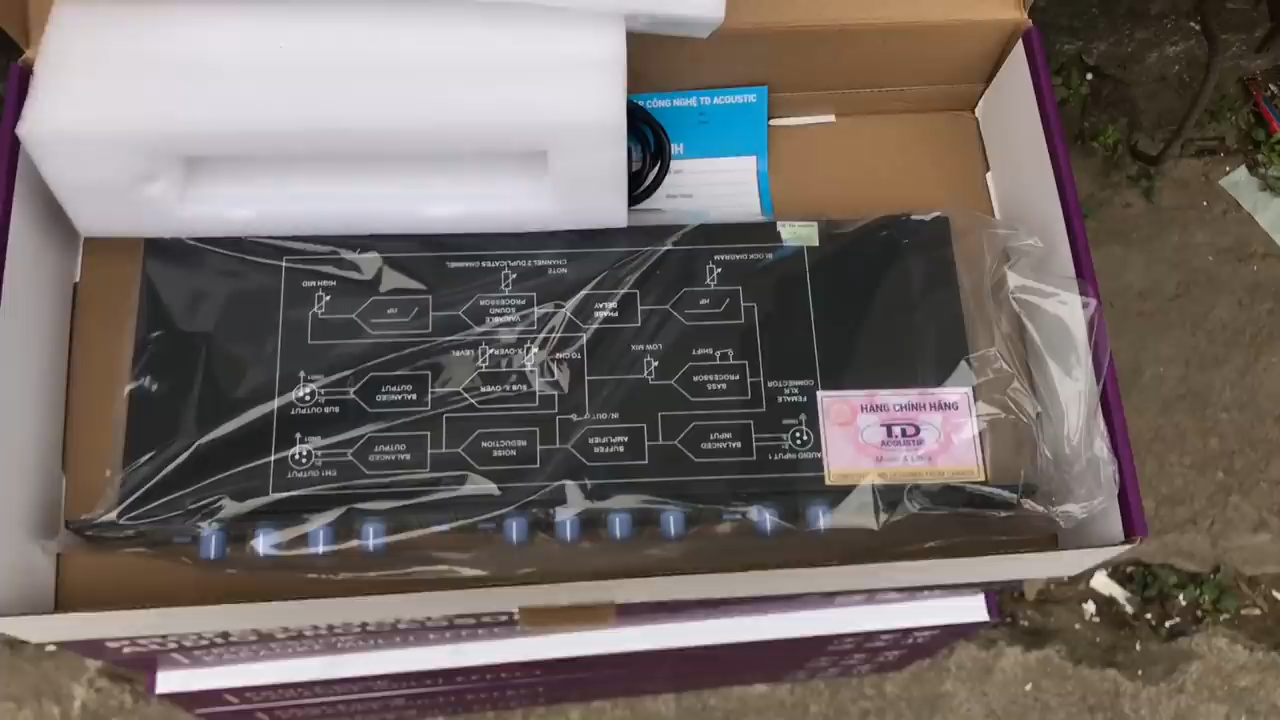 CÔNG NGHỆ TD ACOUSTIC
HÀNG CHÍNH HÃNG
T.D
ACOUSTIC
AUDIO INPUT 1
FEMALE
XLR
CONNECTOR
BALANCED
INPUT
BUFFER
AMPLIFIER
NOISE
REDUCTION
BALANCED
OUTPUT
CH1 OUTPUT
IN/OUT
BASS
PROCESSOR
SHIFT
LOW MIX
TO CH2
SUB X-OVER
X-OVER
LEVEL
BALANCED
OUTPUT
SUB OUTPUT
HP
PHASE
DELAY
VARIABLE
SOUND
PROCESSOR
HIGH MID
BLOCK DIAGRAM
NOTE
CHANNEL 2 DUPLICATES CHANNEL